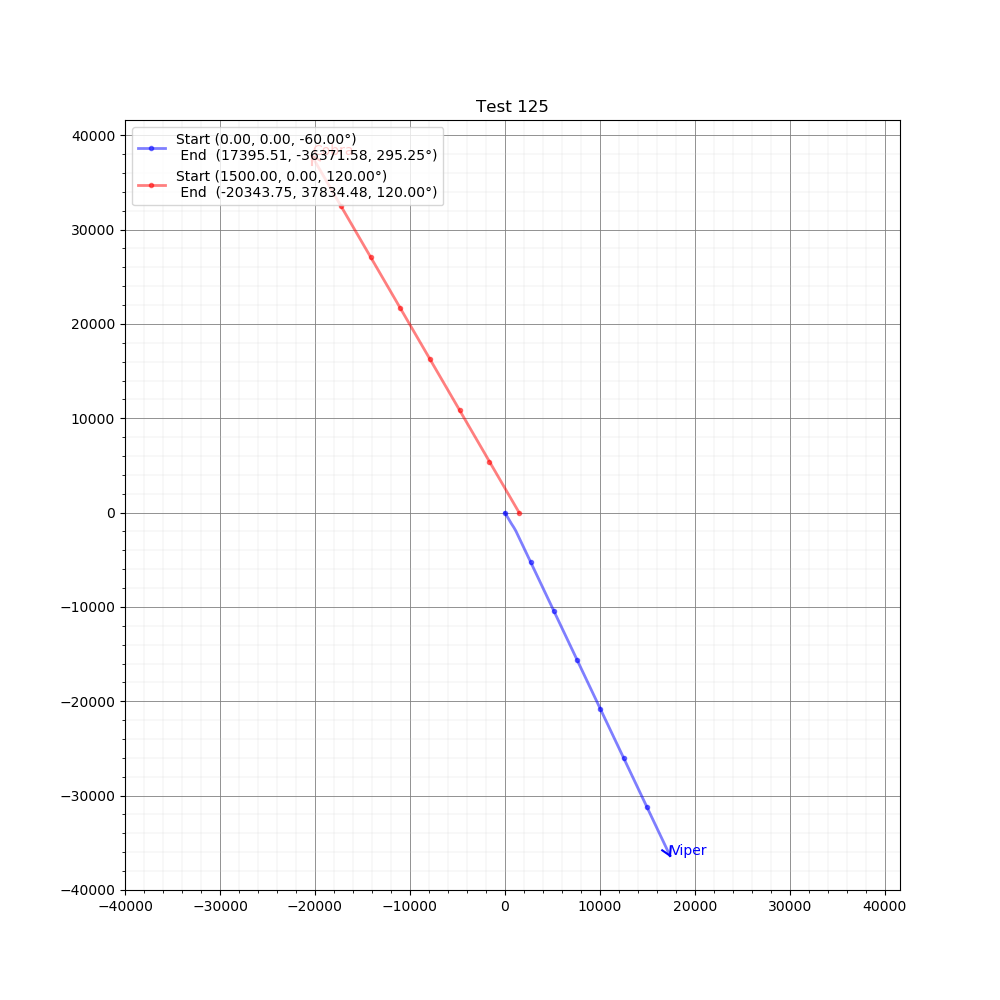 Test 125
40000
30000
20000
10000
0
−10000
−20000
−30000
−40000
Start (0.00, 0.00, -60.00°)
End (17395.51, -36371.58, 295.25°)
Start (1500.00, 0.00, 120.00°)
End (-20343.75, 37834.48, 120.00°)
Viper
−40000 −30000 −20000 −10000 0 10000 20000 30000 40000